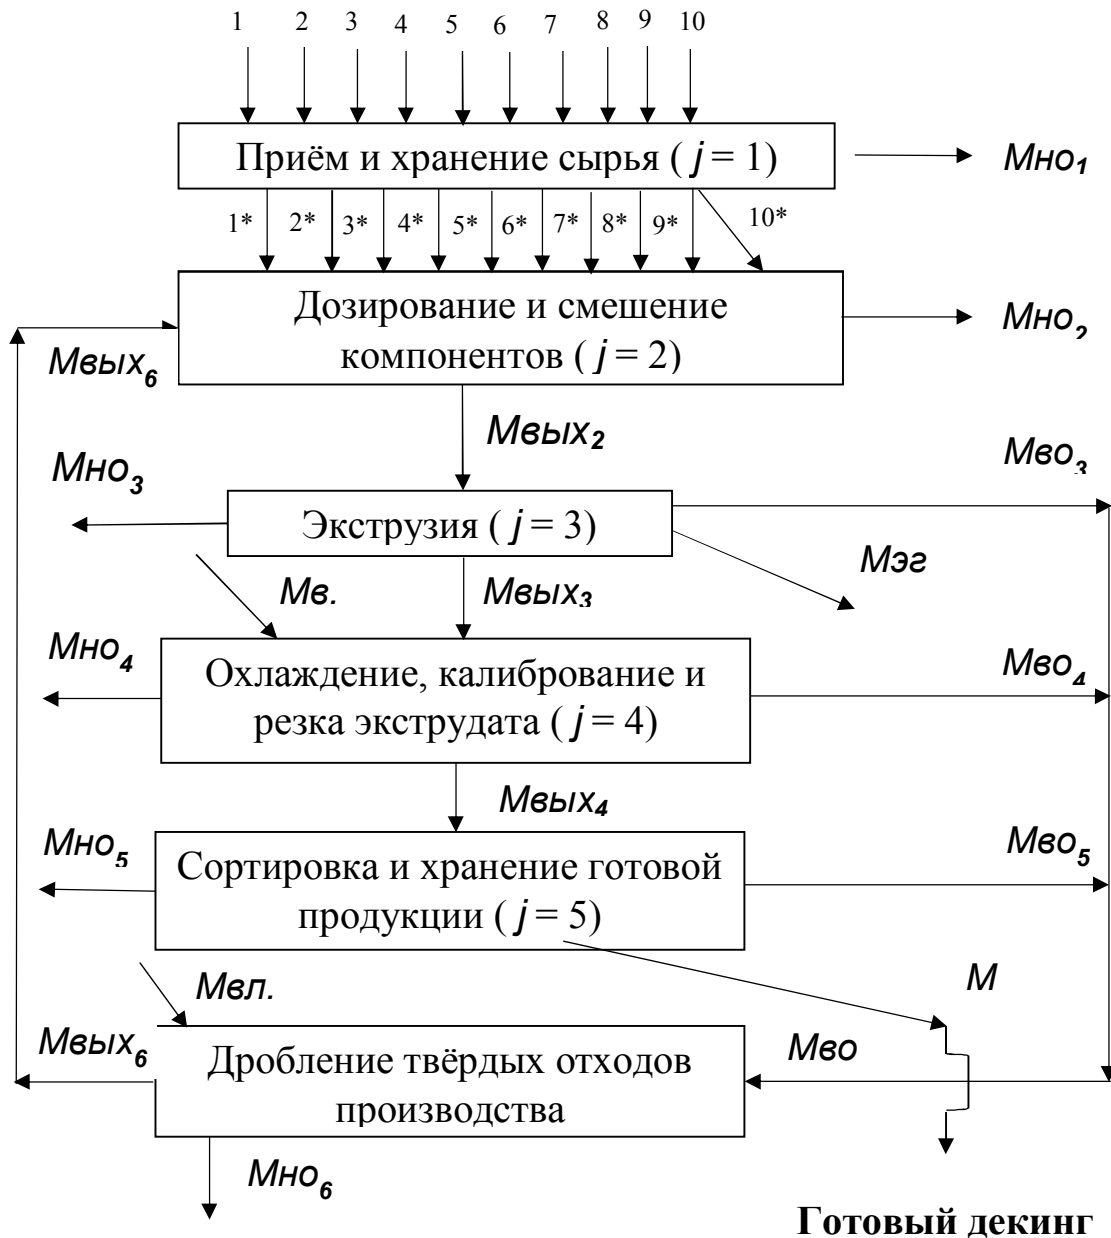 1 2 3 4 5 6 7 8 9 10
Приём и хранение сырья ( j = 1)
Мно1
1* 2* 3* 4* 5* 6* 7* 8* 9* 10*
Дозирование и смешение
компонентов ( j = 2)
Мно2
Мвых6
Мвых2
Мво3
Мно3
Экструзия ( j = 3)
Мэг
Мв.
Мвых3
Мно4
Охлаждение, калибрование и
резка экструдата ( j = 4)
Мво4
Мвых4
Мно5
Сортировка и хранение готовой
продукции ( j = 5)
Мво5
Мвл.
М
Мвых6
Дробление твёрдых отходов
производства
Мво
Мно6
Готовый декинг